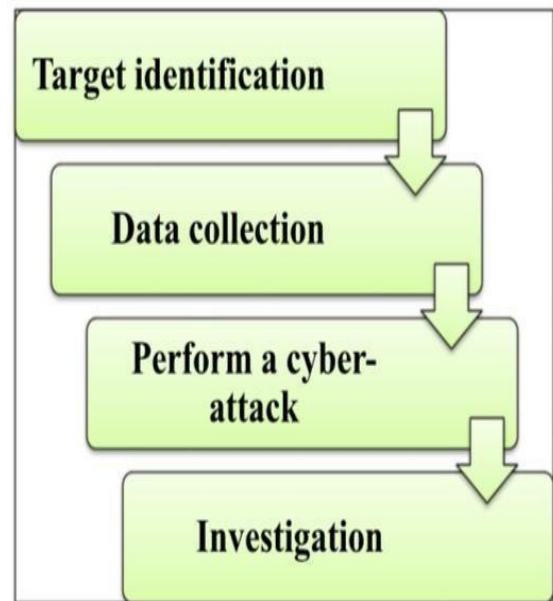 Target identification
Data collection
Perform a cyber-
attack
Investigation